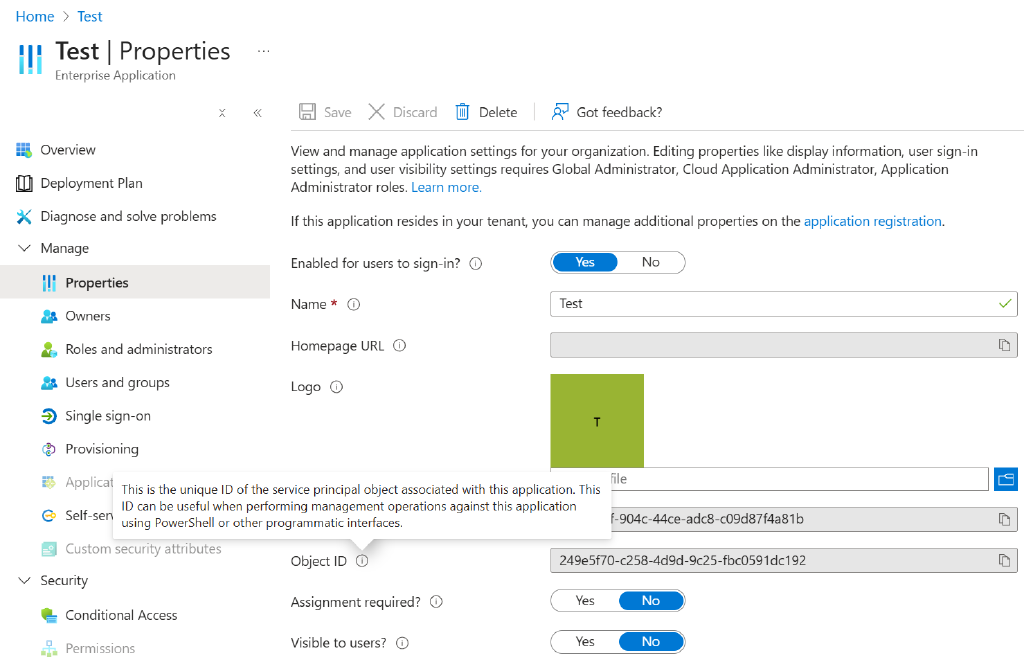 Home > Test
Test | Properties ...
Enterprise Application
Save Discard Delete Got feedback?
Overview
Deployment Plan
Diagnose and solve problems
Manage
Properties
Owners
Roles and administrators
Users and groups
Single sign-on
Provisioning
Custom security attributes
Security
Conditional Access
Permissions
View and manage application settings for your organization. Editing properties like display information, user sign-in
settings, and user visibility settings requires Global Administrator, Cloud Application Administrator, Application
Administrator roles. Learn more.
If this application resides in your tenant, you can manage additional properties on the application registration.
Enabled for users to sign-in? Yes No
Name * Test
Homepage URL
Logo
T
file
This is the unique ID of the service principal object associated with this application. This
ID can be useful when performing management operations against this application
using PowerShell or other programmatic interfaces.
-904c-44ce-adc8-c09d87f4a81b
Object ID 249e5f70-c258-4d9d-9c25-fbc0591dc192
Assignment required? Yes No
Visible to users? Yes No